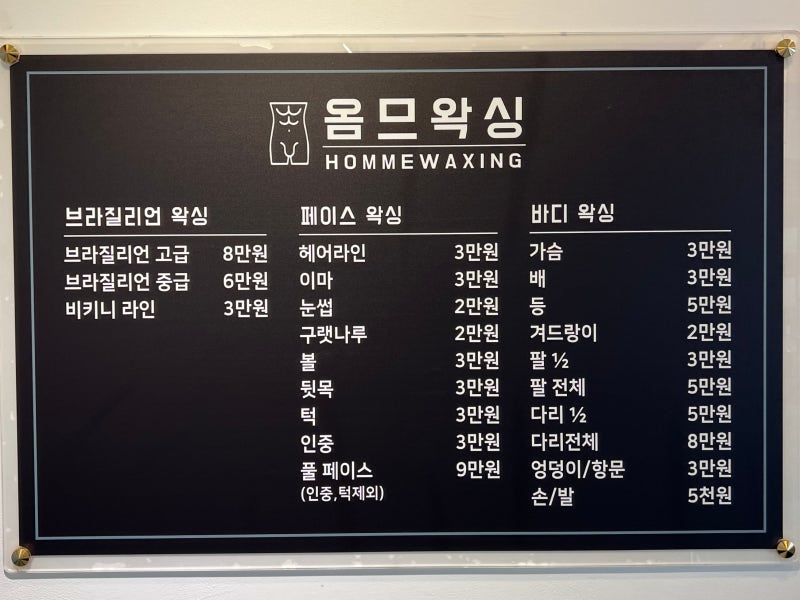 옴므왁싱
HOMMEWAXING
브라질리언 왁싱
브라질리언 고급 8만원
브라질리언 중급 6만원
비키니 라인 3만원
페이스 왁싱
헤어라인 3만원
이마 3만원
눈썹 2만원
구랫나루 2만원
볼 3만원
뒷목 3만원
턱 3만원
인중 3만원
풀 페이스 9만원
(인중,턱제외)
바디 왁싱
가슴 3만원
배 3만원
등 5만원
겨드랑이 2만원
팔 ½ 3만원
팔 전체 5만원
다리 ½ 5만원
다리전체 8만원
엉덩이/항문 3만원
손/발 5천원